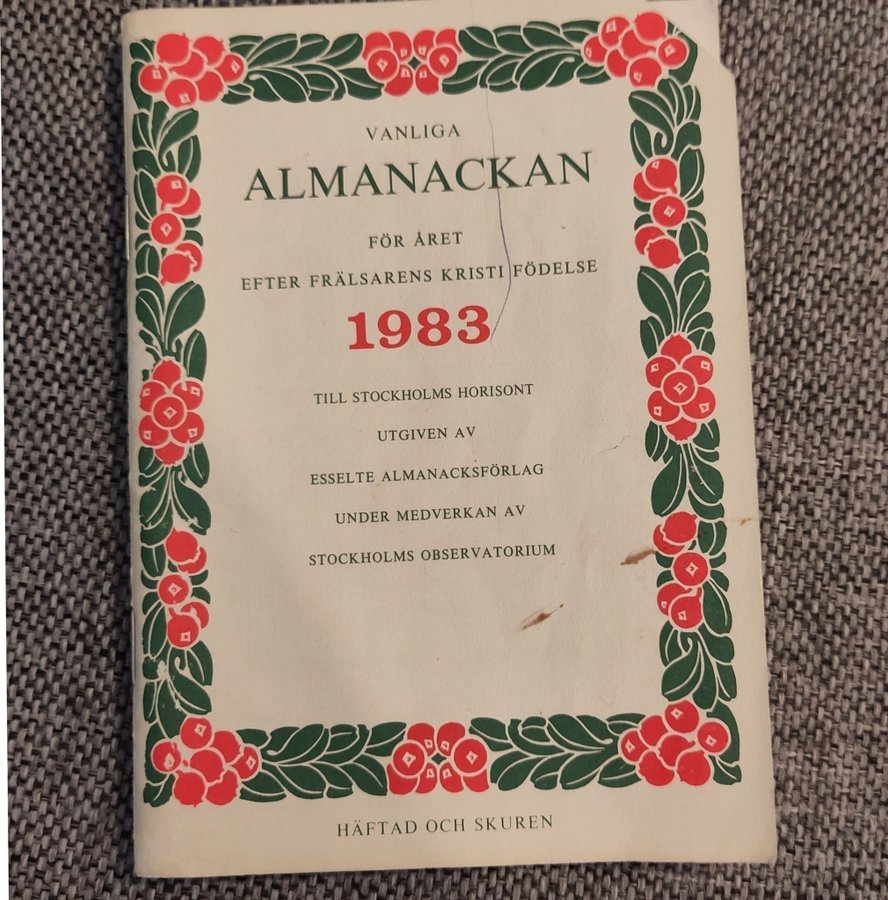 VANLIGA
ALMANACKAN
FÖR ÅRET
EFTER FRÄLSARENS KRISTI FÖDELSE
1983
TILL STOCKHOLMS HORISONT
UTGIVEN AV
ESSELTE ALMANACKSFÖRLAG
UNDER MEDVERKAN AV
STOCKHOLMS OBSERVATORIUM
HÄFTAD OCH SKUREN